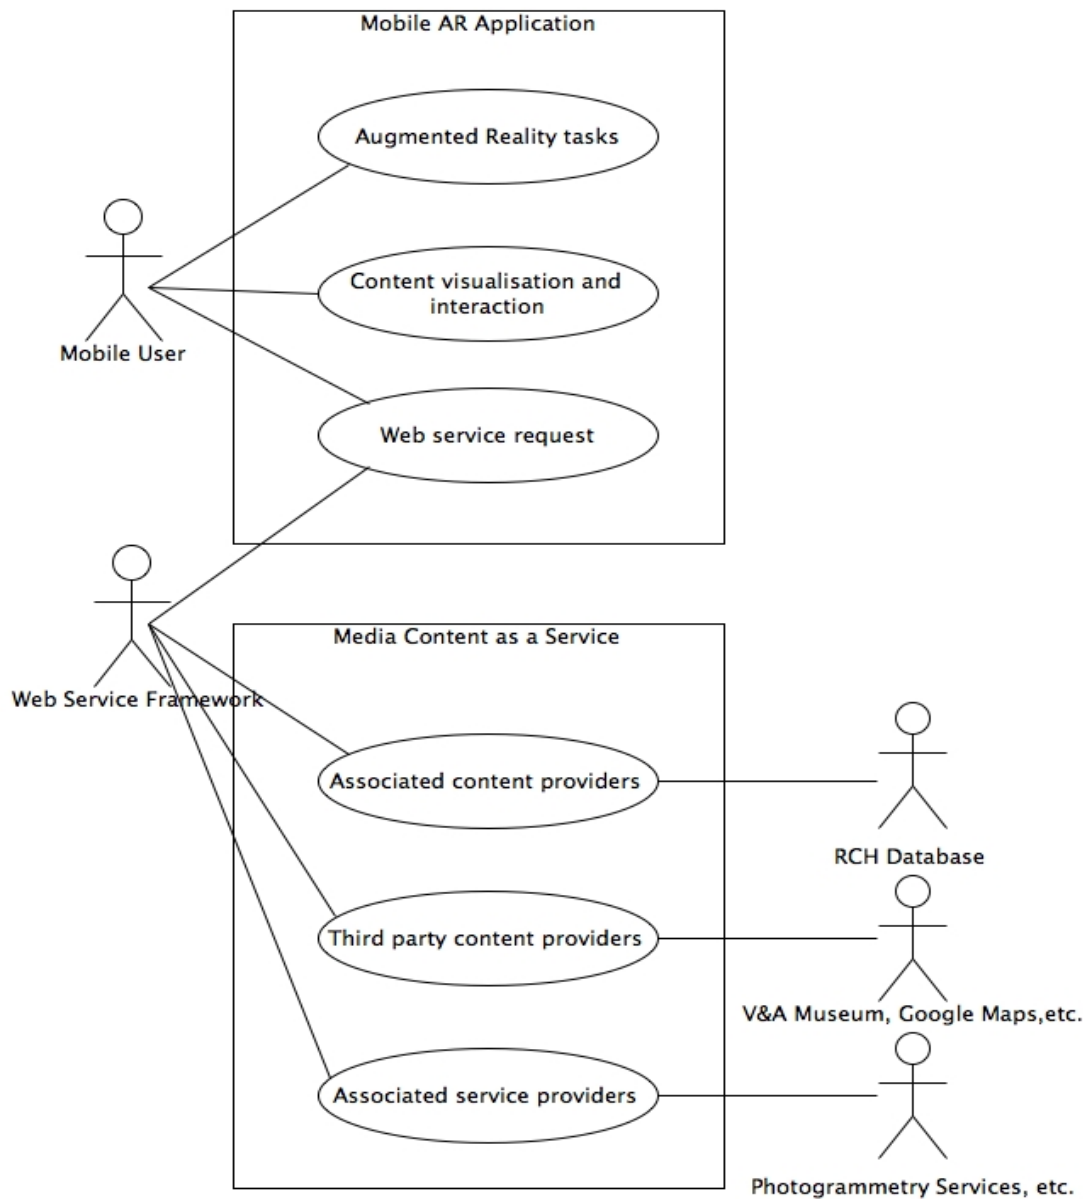 Mobile AR Application
Augmented Reality tasks
Content visualisation and
interaction
Mobile User
Web service request
Media Content as a Service
Web Service Framework
Associated content providers
RCH Database
Third party content providers
V&A Museum, Google Maps,etc.
Associated service providers
Photogrammetry Services, etc.